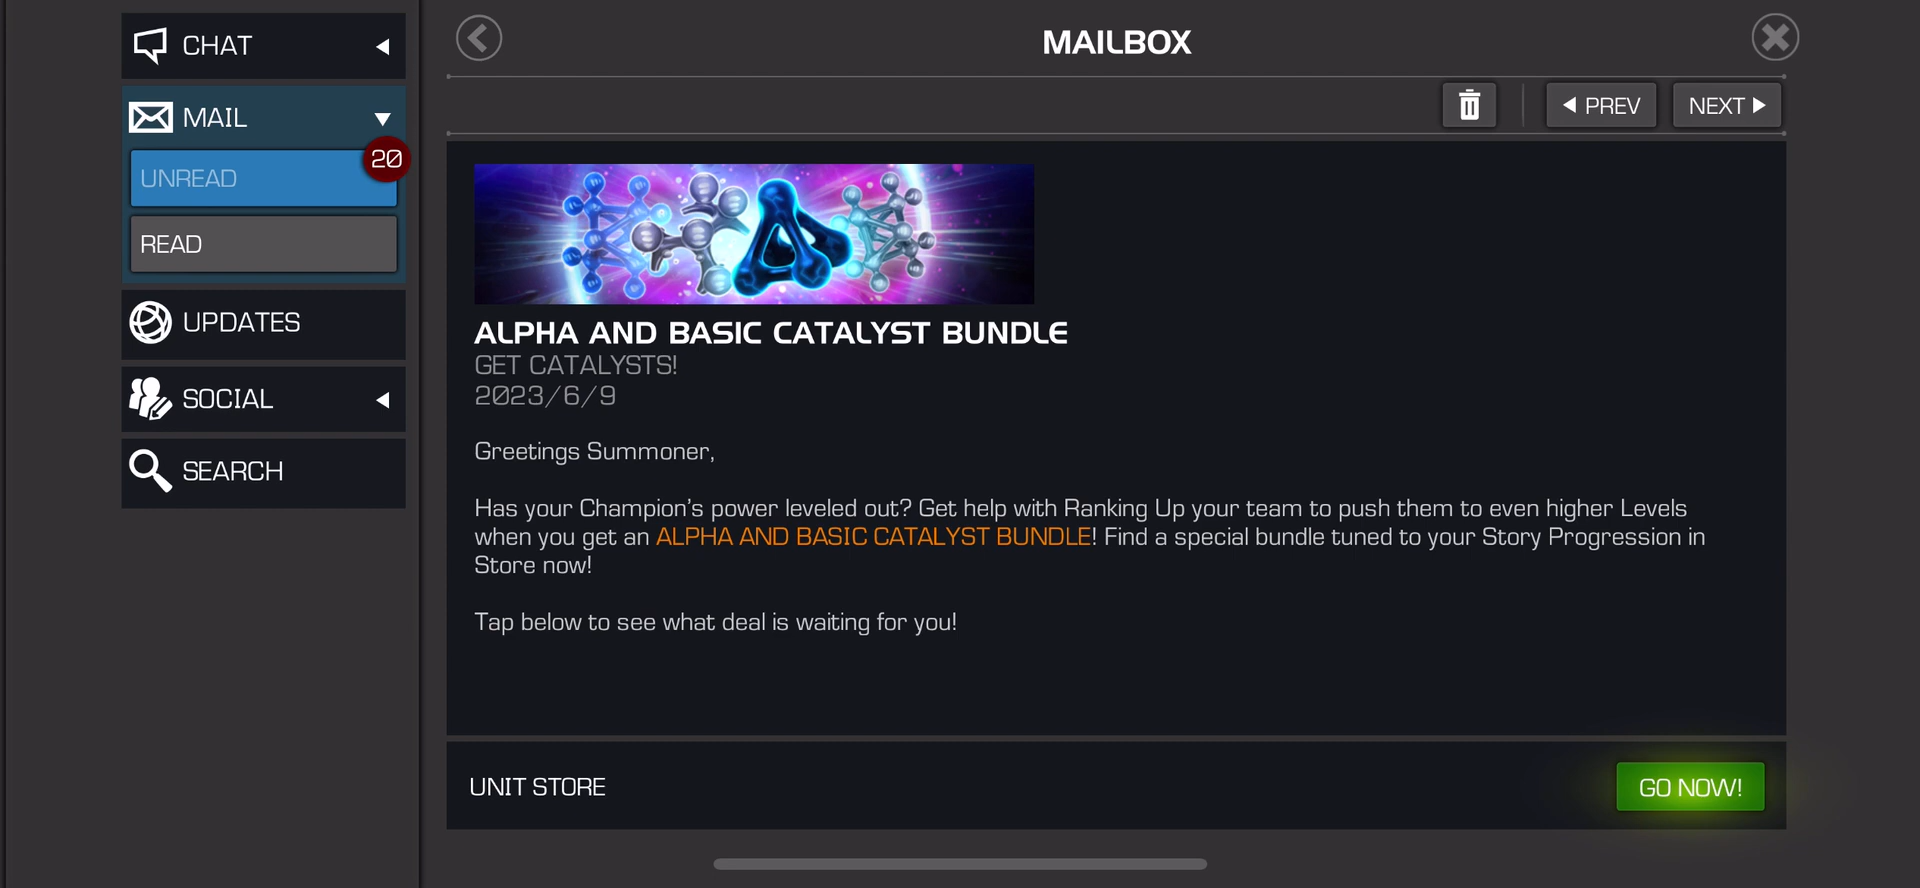 CHAT
MAIL
20
UNREAD
READ
UPDATES
SOCIAL
SEARCH
MAILBOX
PREV
NEXT
ALPHA AND BASIC CATALYST BUNDLE
GET CATALYSTS!
2023/6/9
Greetings Summoner,
Has your Champion's power leveled out? Get help with Ranking Up your team to push them to even higher Levels
when you get an ALPHA AND BASIC CATALYST BUNDLE! Find a special bundle tuned to your Story Progression in
Store now!
Tap below to see what deal is waiting for you!
UNIT STORE
GO NOW!